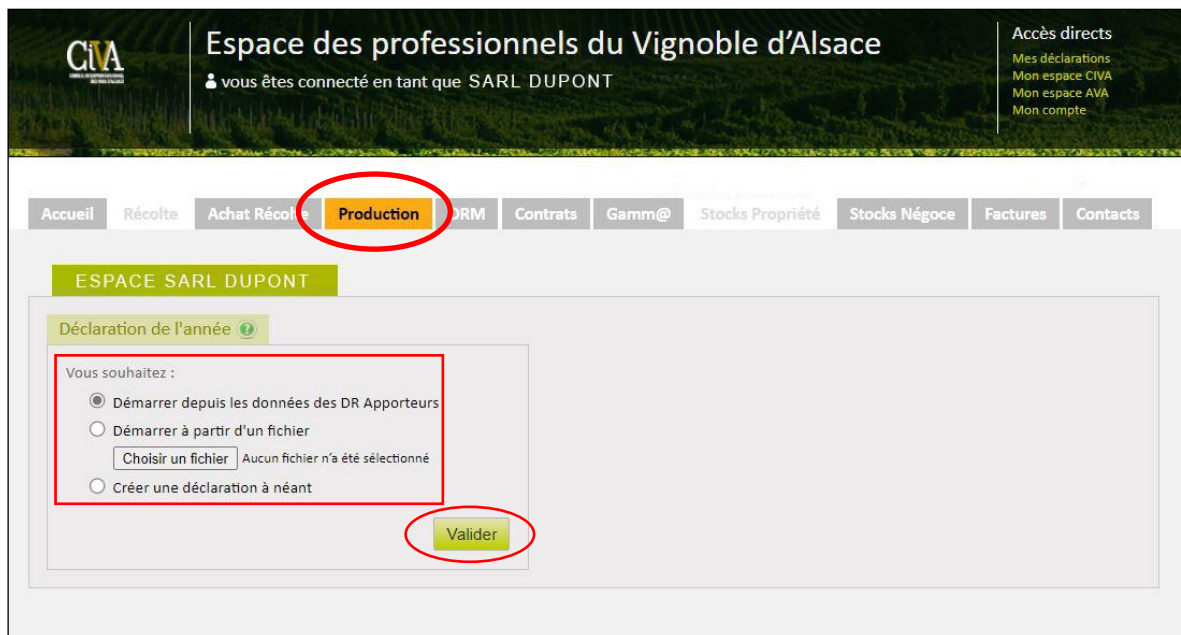 CiVA
Espace des professionnels du Vignoble d'Alsace
vous êtes connecté en tant que SARL DUPONT
Accès directs
Mes déclarations
Mon espace CIVA
Mon espace AVA
Mon compte
Accueil Récolte Achat Récolte Production DRM Contrats Gamm@ Stocks Propriété Stocks Négoce Factures Contacts
ESPACE SARL DUPONT
Déclaration de l'année ?
Vous souhaitez :
Démarrer depuis les données des DR Apporteurs
Démarrer à partir d'un fichier
Choisir un fichier Aucun fichier n'a été sélectionné
Créer une déclaration à néant
Valider